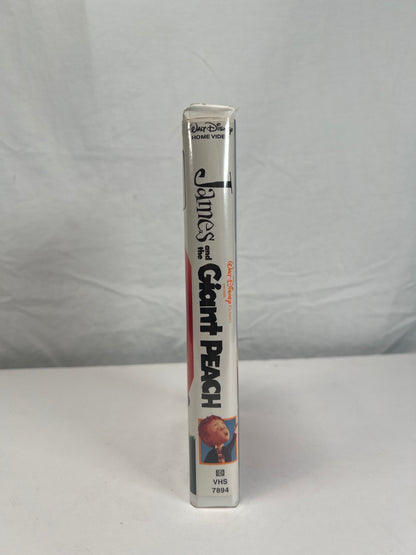 Walt Disney
HOME VIDEO
James and the Giant PEACH
Walt Disney
VHS
7894